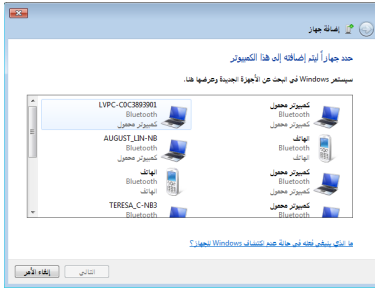 إضافة جهاز
حدد جهازاً ليتم إضافته إلى هذا الكمبيوتر
سيستمر Windows في البحث عن الأجهزة الجديدة وعرضها هنا.
كمبيوتر محمول
Bluetooth
كمبيوتر محمول
LVPC-C0C3893901
Bluetooth
كمبيوتر محمول
الهاتف
Bluetooth
الهاتف
AUGUST_LIN-NB
Bluetooth
كمبيوتر محمول
كمبيوتر محمول
Bluetooth
كمبيوتر محمول
الهاتف
Bluetooth
الهاتف
كمبيوتر محمول
Bluetooth
TERESA_C-NB3
Bluetooth
ما الذي ينبغي فعله في حالة عدم اكتشاف Windows للجهاز؟
التالي
إلغاء الأمر